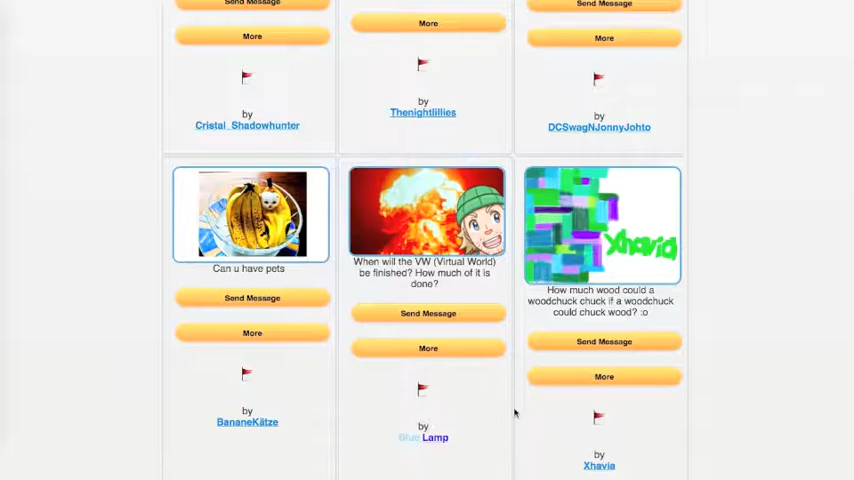 Send Message
More
by
Cristal_Shadowhunter
More
by
Thenightlillies
Send Message
More
by
DCSwagNJonnyJohto
Can u have pets
Send Message
More
by
BananeKätze
When will the VW (Virtual World)
be finished? How much of it is
done?
Send Message
More
by
Blue Lamp
xhavia
How much wood could a
woodchuck chuck if a woodchuck
could chuck wood? :o
Send Message
More
by
Xhavia